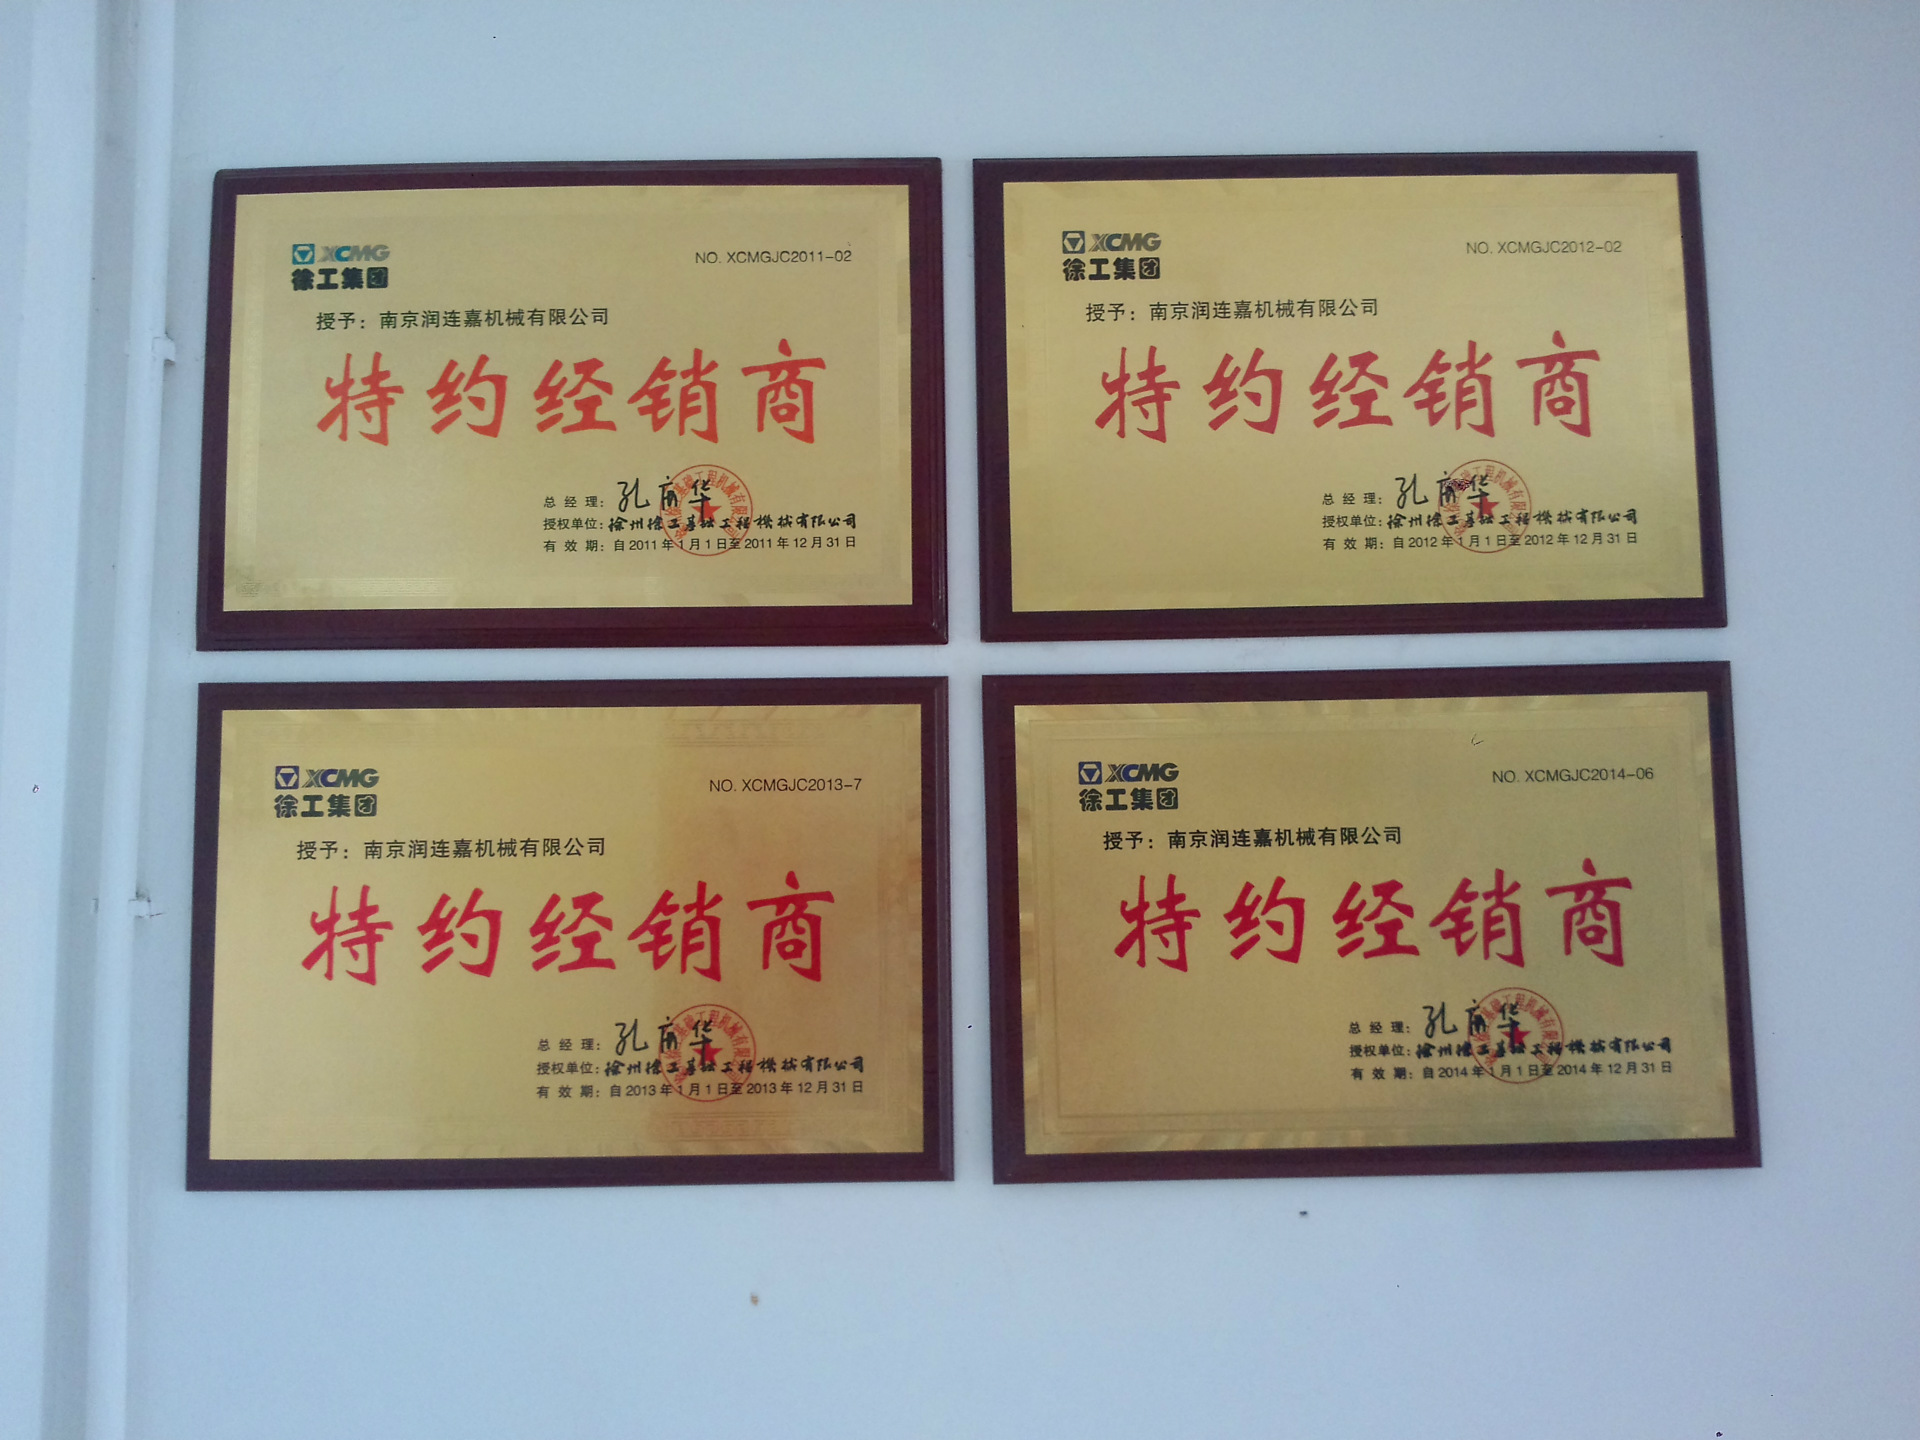 XCMG
徐工集团
NO. XCMGJC2011-02
授予：南京润连嘉机械有限公司
特约经销商
总 经 理：
授权单位：徐州徐工基础工程機械有限公司
有 效 期：自2011年1月1日至2011年12月31日
XCMG
徐工集团
NO. XCMGJC2012-02
授予：南京润连嘉机械有限公司
特约经销商
总 经 理：
授权单位：徐州徐工基础工程機械有限公司
有 效 期：自2012年1月1日至2012年12月31日
XCMG
徐工集团
NO. XCMGJC2013-7
授予：南京润连嘉机械有限公司
特约经销商
总 经 理：
授权单位：徐州徐工基础工程機械有限公司
有 效 期：自2013年1月1日至2013年12月31日
XCMG
徐工集团
NO. XCMGJC2014-06
授予：南京润连嘉机械有限公司
特约经销商
总 经 理：
授权单位：徐州徐工基础工程機械有限公司
有 效 期：自2014年1月1日至2014年12月31日